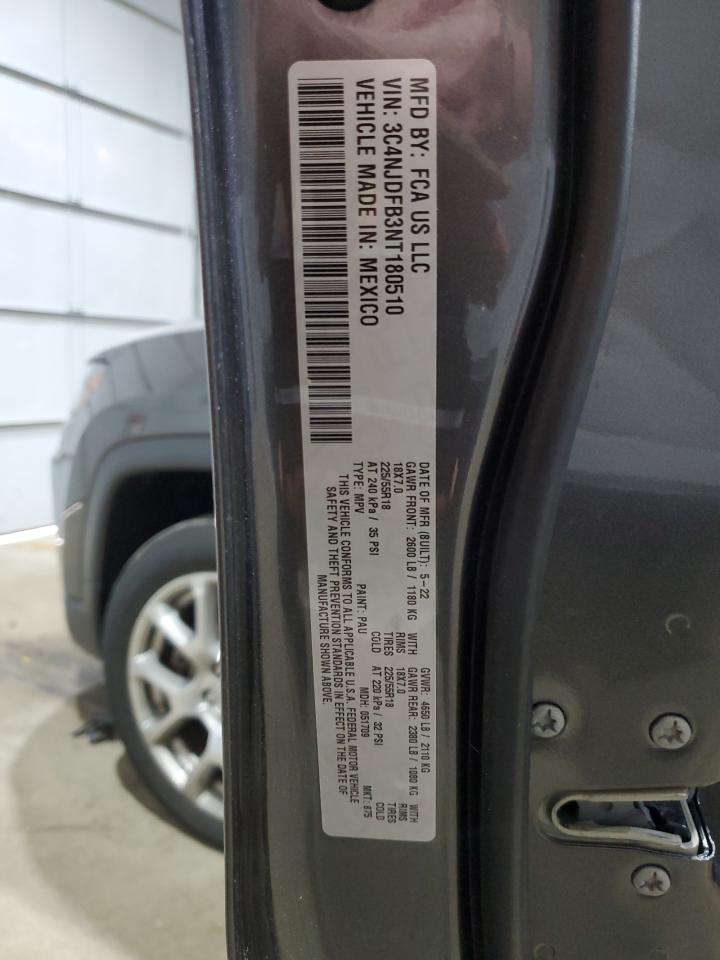 MFD BY: FCA US LLC
VIN: 3C4NJDFB3NT180510
VEHICLE MADE IN: MEXICO
DATE OF MFR (BUILT): 5-22 GVWR: 4650 LB / 2110 KG
GAWR FRONT: 2600 LB / 1180 KG WITH GAWR REAR: 2380 LB / 1080 KG WITH
18X7.0 RIMS 18X7.0 RIMS
225/55R18 TIRES 225/55R18 TIRES
AT 240 kPa / 35 PSI COLD AT 220 kPa / 32 PSI COLD
TYPE: MPV PAINT: PAU MDH: 051709 MKT: 875
THIS VEHICLE CONFORMS TO ALL APPLICABLE U.S.A. FEDERAL MOTOR VEHICLE
SAFETY AND THEFT PREVENTION STANDARDS IN EFFECT ON THE DATE OF
MANUFACTURE SHOWN ABOVE.